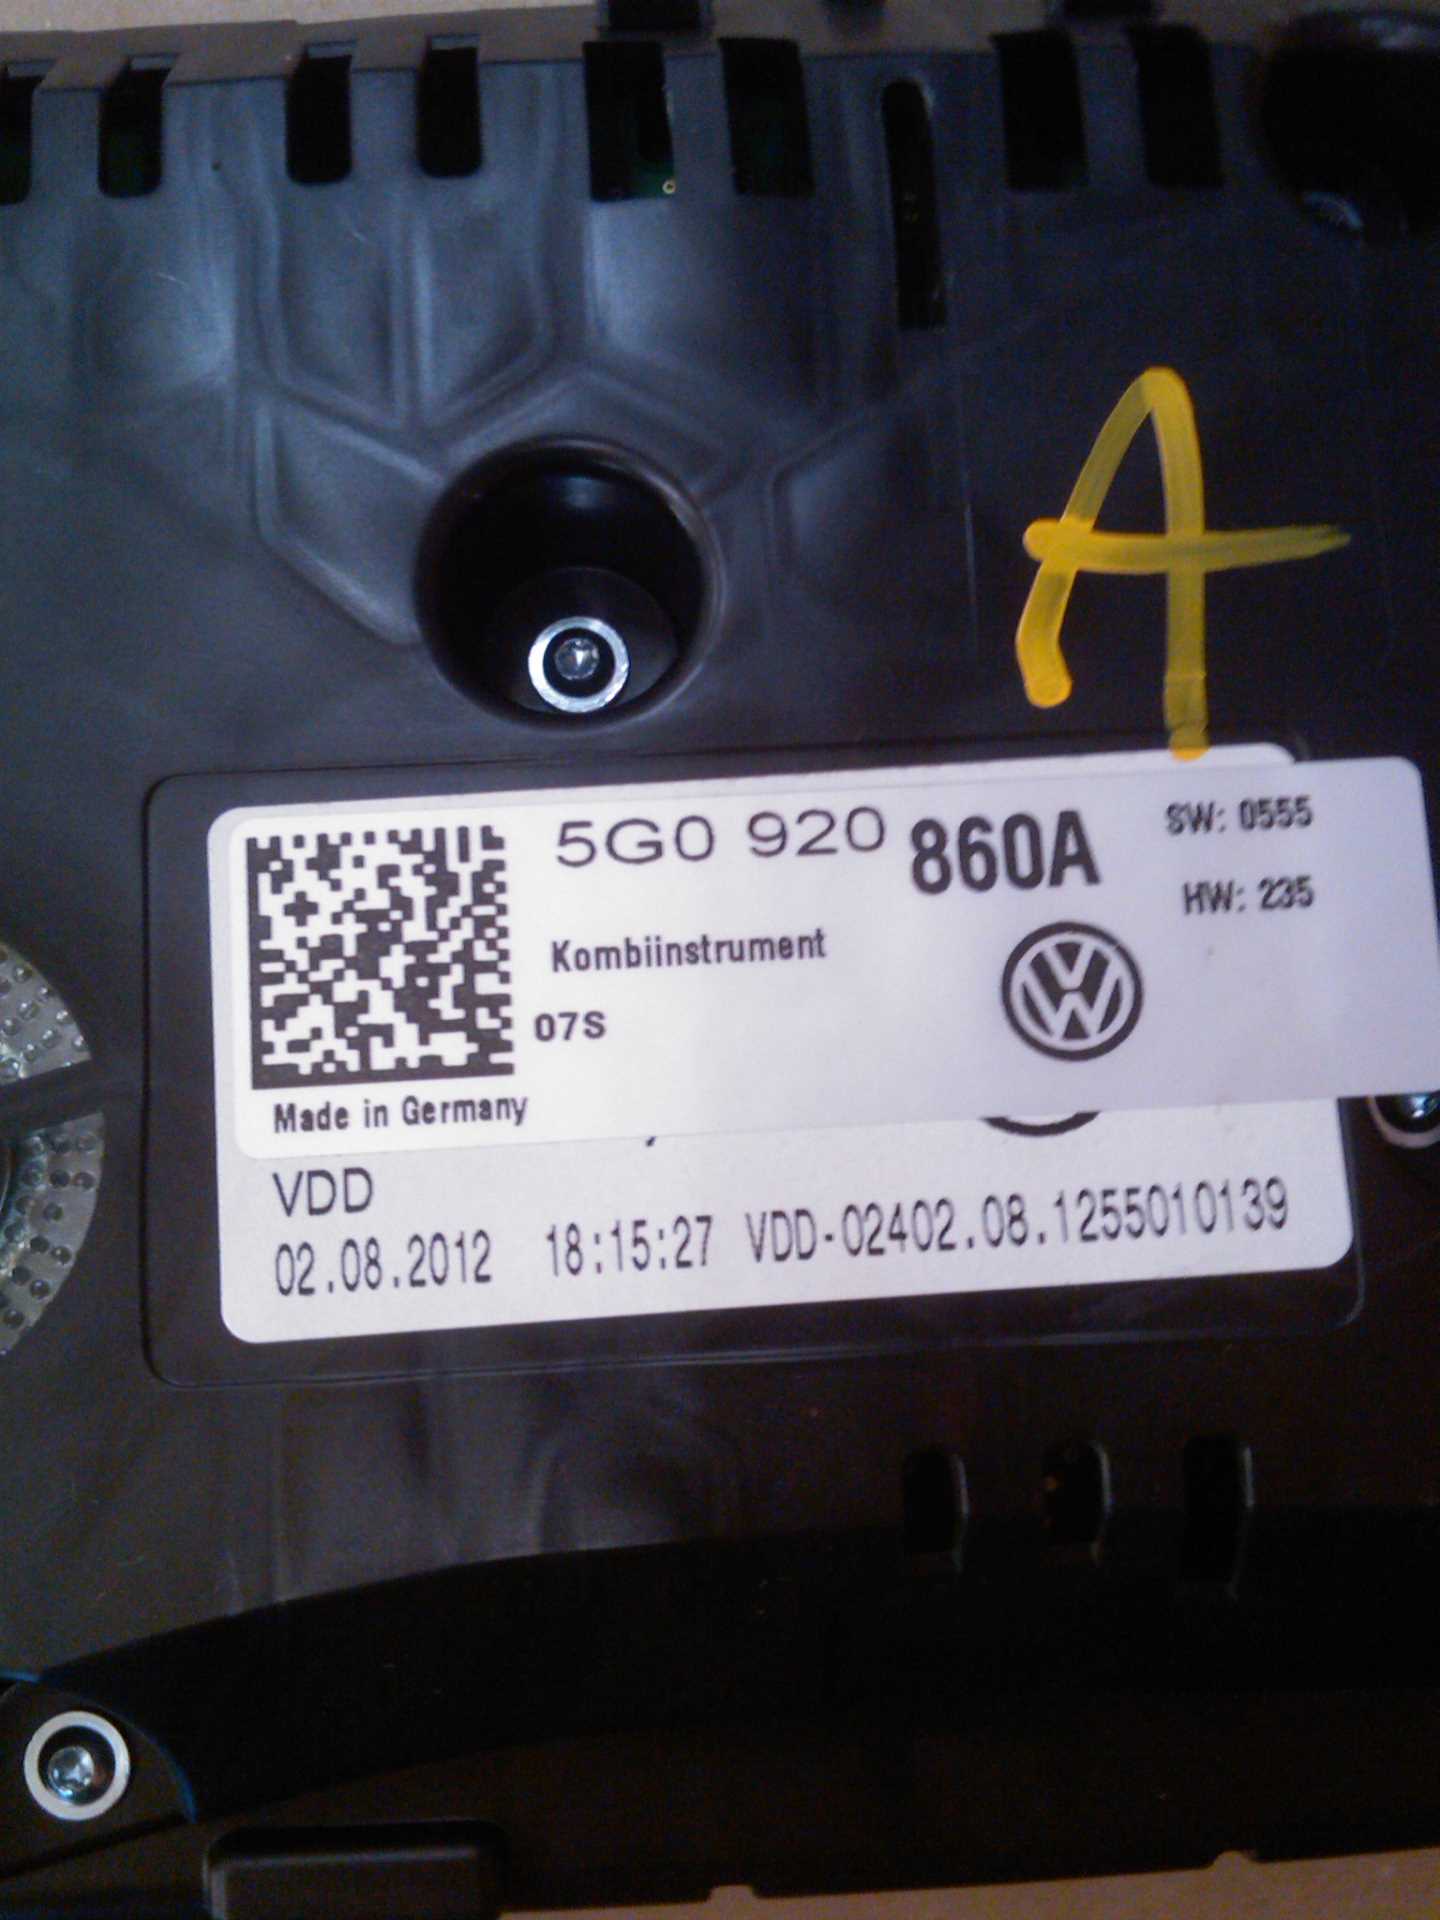 A
5G0 920 860A SW: 0555
HW: 235
Kombiinstrument
07S
Made in Germany
VDD
02.08.2012 18:15:27 VDD-02402.08.1255010139